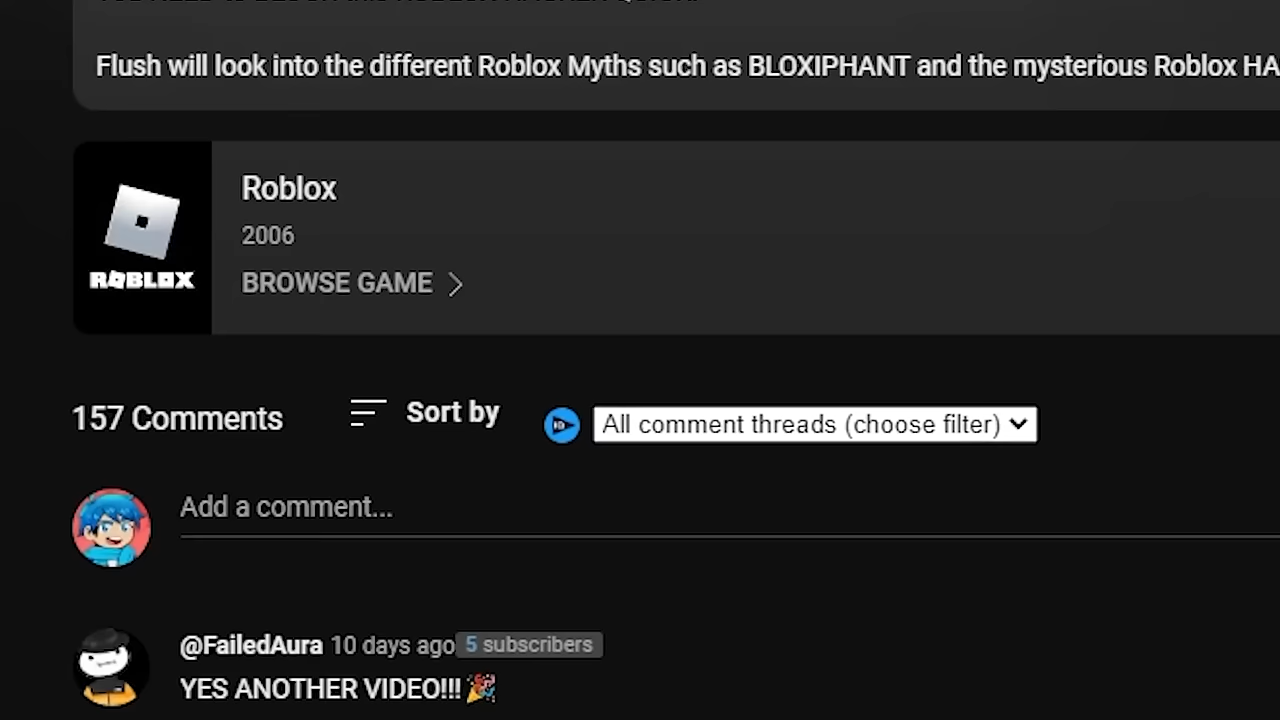 Flush will look into the different Roblox Myths such as BLOXIPHANT and the mysterious Roblox HA
Roblox
2006
ROBLOX
BROWSE GAME
157 Comments
Sort by
All comment threads (choose filter)
Add a comment...
@FailedAura 10 days ago 5 subscribers
YES ANOTHER VIDEO!!! 🎉